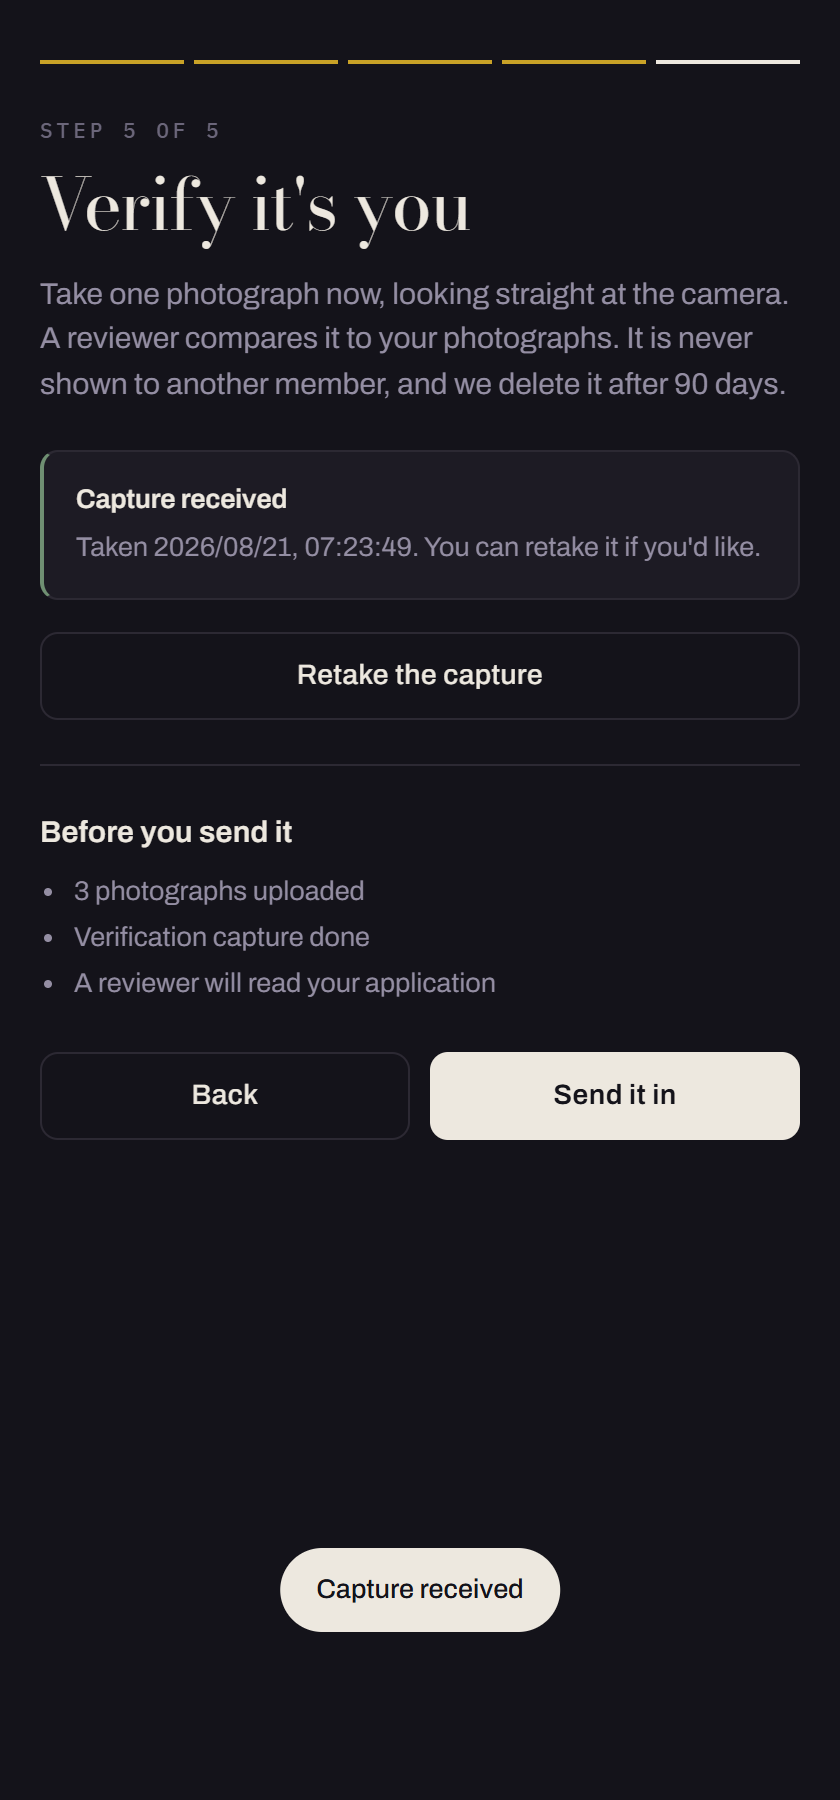 STEP 5 OF 5
Verify it's you
Take one photograph now, looking straight at the camera.
A reviewer compares it to your photographs. It is never
shown to another member, and we delete it after 90 days.
Capture received
Taken 2026/08/21, 07:23:49. You can retake it if you'd like.
Retake the capture
Before you send it
• 3 photographs uploaded
• Verification capture done
• A reviewer will read your application
Back
Send it in
Capture received